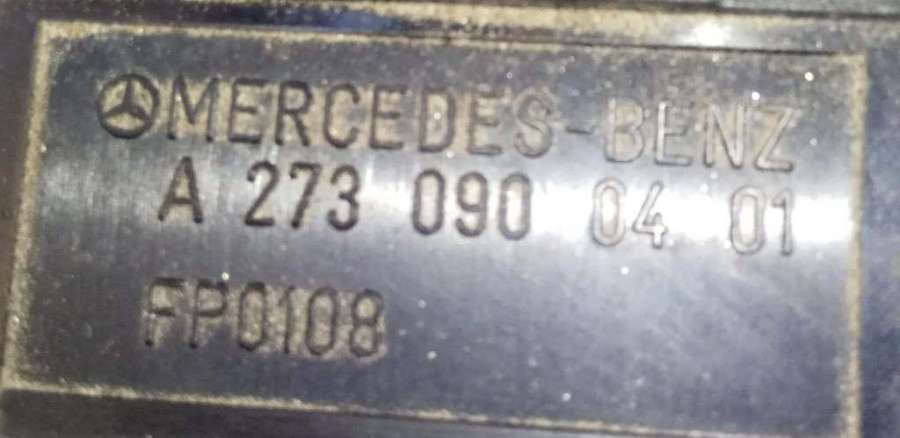 MERCEDES-BENZ
A 273 090 04 01
FP0108